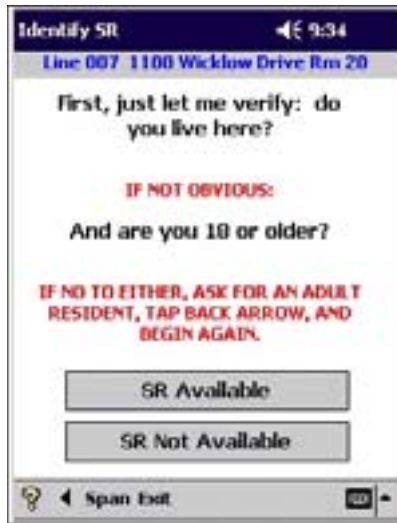 Identify SR 9:34
Line 007 1100 Wicklow Drive Rm 20
First, just let me verify: do
you live here?
IF NOT OBVIOUS:
And are you 18 or older?
IF NO TO EITHER, ASK FOR AN ADULT
RESIDENT, TAP BACK ARROW, AND
BEGIN AGAIN.
SR Available
SR Not Available
Span Exit